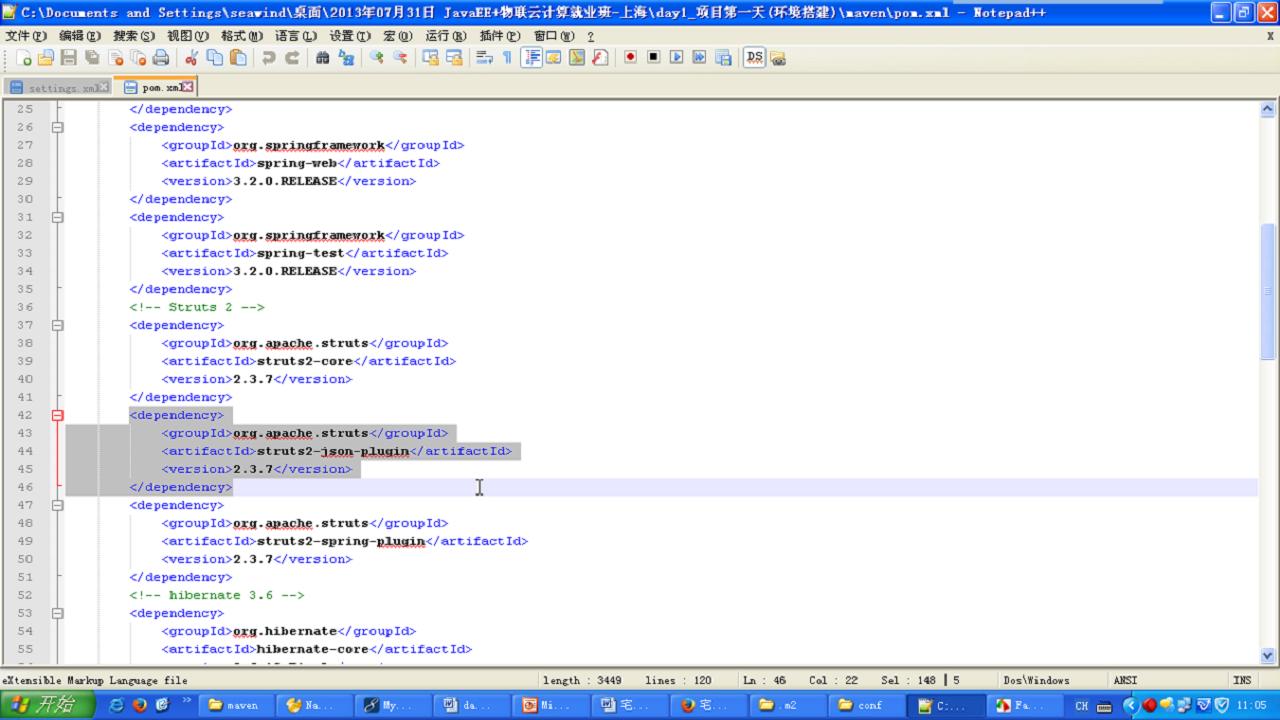 C:\Documents and Settings\seawind\桌面\2013年07月31日 JavaEE+物联云计算就业班-上海\day1_项目第一天(环境搭建)\maven\pom.xml - Notepad++
文件(F) 编辑(E) 搜索(S) 视图(V) 格式(M) 语言(L) 设置(T) 宏(O) 运行(R) 插件(P) 窗口(W) ? X
settings.xml pom.xml
25 </dependency>
26 <dependency>
27 <groupId>org.springframework</groupId>
28 <artifactId>spring-web</artifactId>
29 <version>3.2.0.RELEASE</version>
30 </dependency>
31 <dependency>
32 <groupId>org.springframework</groupId>
33 <artifactId>spring-test</artifactId>
34 <version>3.2.0.RELEASE</version>
35 </dependency>
36 <!-- Struts 2 -->
37 <dependency>
38 <groupId>org.apache.struts</groupId>
39 <artifactId>struts2-core</artifactId>
40 <version>2.3.7</version>
41 </dependency>
42 <dependency>
43 <groupId>org.apache.struts</groupId>
44 <artifactId>struts2-json-plugin</artifactId>
45 <version>2.3.7</version>
46 </dependency>
47 <dependency>
48 <groupId>org.apache.struts</groupId>
49 <artifactId>struts2-spring-plugin</artifactId>
50 <version>2.3.7</version>
51 </dependency>
52 <!-- hibernate 3.6 -->
53 <dependency>
54 <groupId>org.hibernate</groupId>
55 <artifactId>hibernate-core</artifactId>
eXtensible Markup Language file length : 3449 lines : 120 Ln : 46 Col : 22 Sel : 148 | 5 Dos\Windows ANSI INS
开始 maven Na... My... da... Mi... 宅... 宅... .m2 conf C:... Fa... CH 11:05